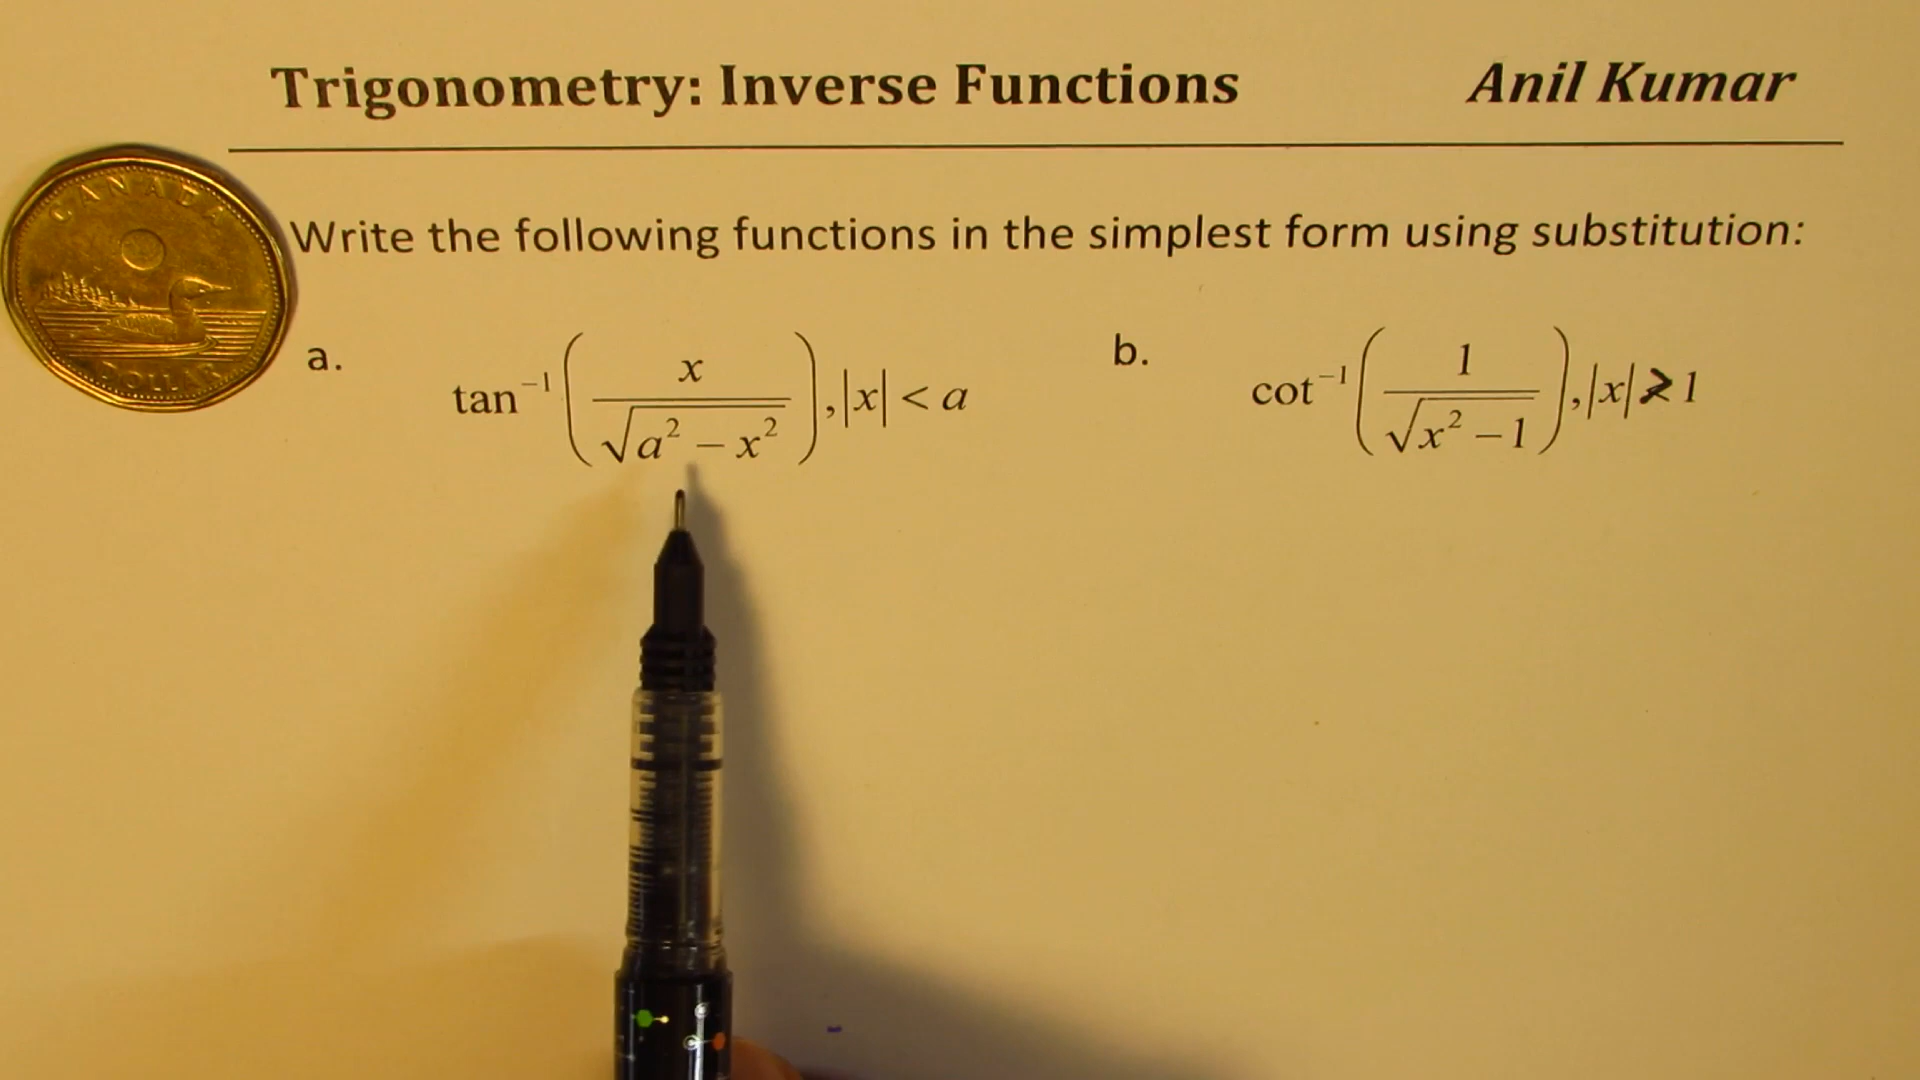 Trigonometry: Inverse Functions Anil Kumar
CANADA
DOLLAR
Write the following functions in the simplest form using substitution:
a. tan⁻¹(x/√(a² − x²)), |x| < a b. cot⁻¹(1/√(x² − 1)), |x| > 1